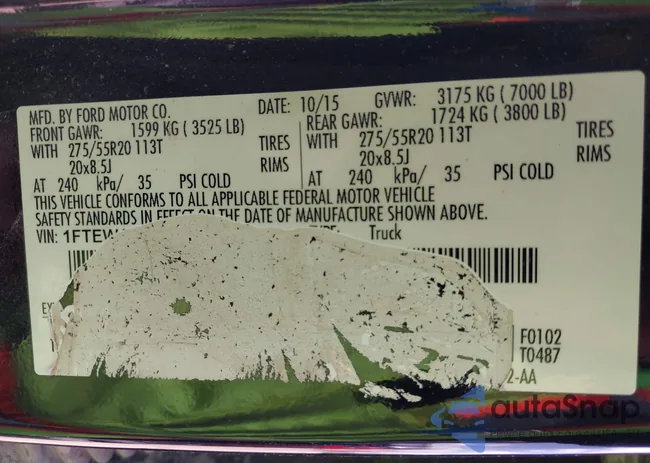 MFD. BY FORD MOTOR CO. DATE: 10/15 GVWR: 3175 KG ( 7000 LB)
FRONT GAWR: 1599 KG ( 3525 LB) REAR GAWR: 1724 KG ( 3800 LB)
WITH 275/55R20 113T TIRES WITH 275/55R20 113T TIRES
20x8.5J RIMS 20x8.5J RIMS
AT 240 kPa/ 35 PSI COLD AT 240 kPa/ 35 PSI COLD
THIS VEHICLE CONFORMS TO ALL APPLICABLE FEDERAL MOTOR VEHICLE
SAFETY STANDARDS IN EFFECT ON THE DATE OF MANUFACTURE SHOWN ABOVE.
VIN: 1FTEW TYPE: Truck
F0102
T0487
2-AA
autoSnap